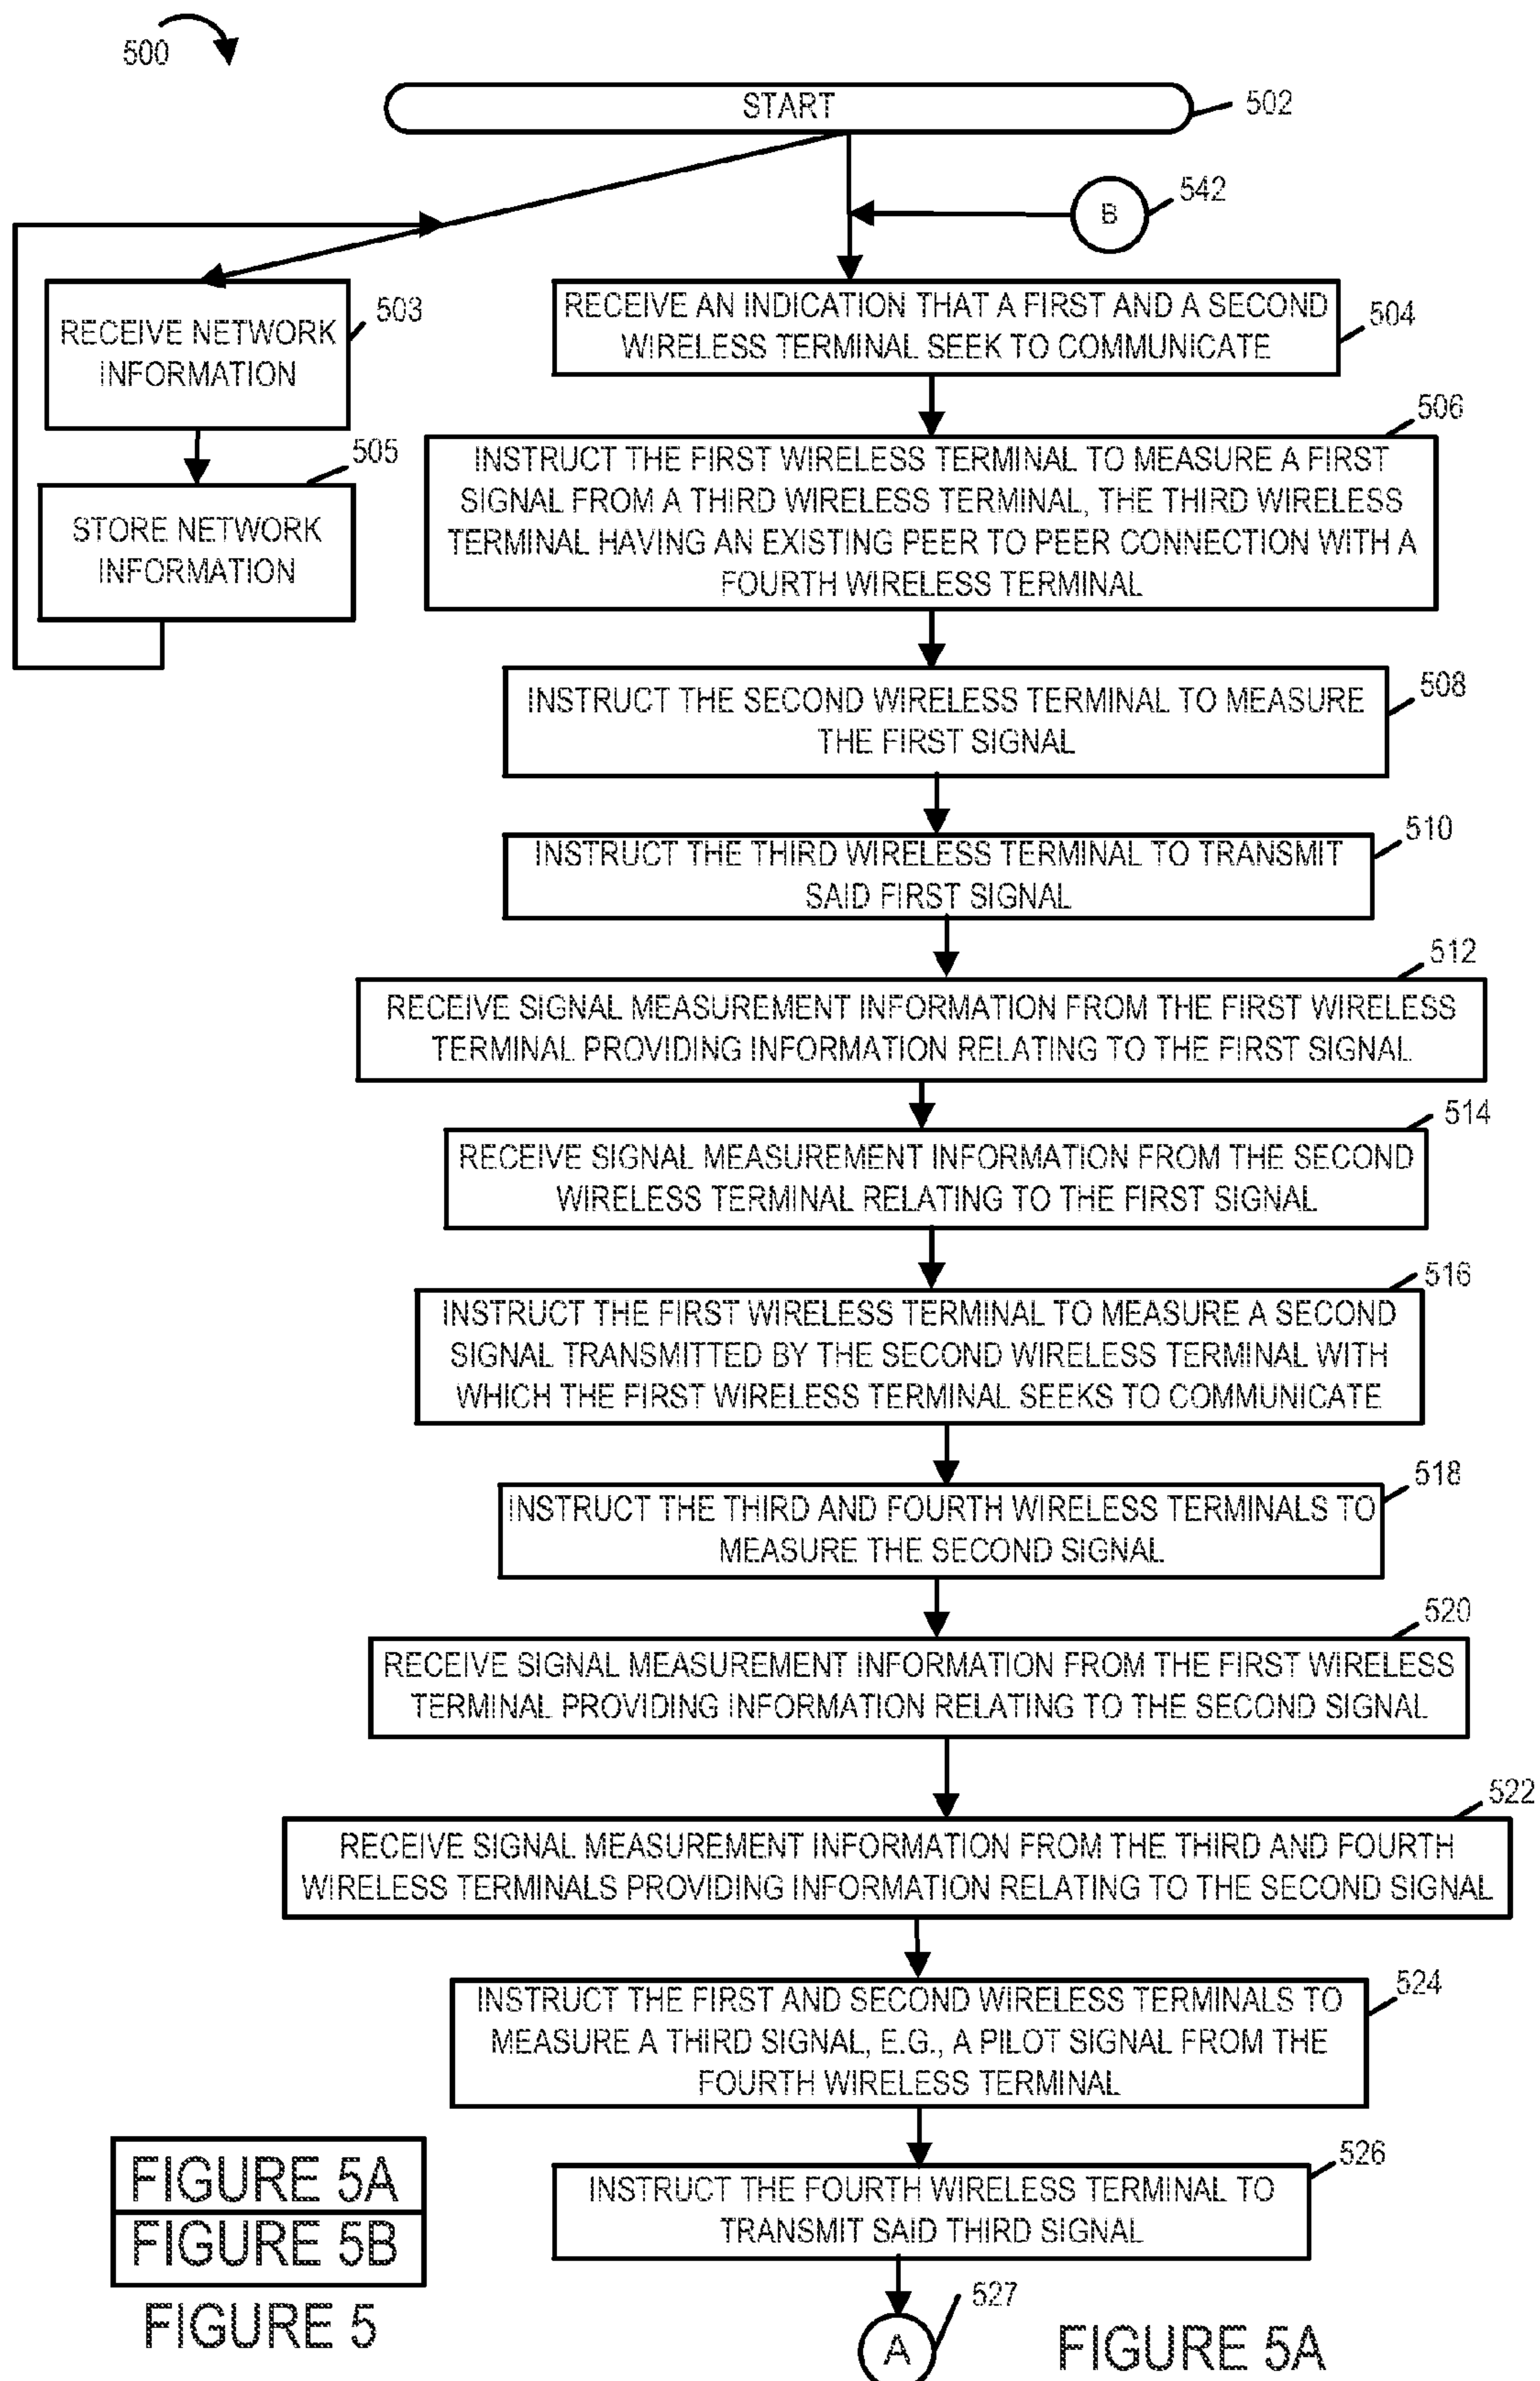 500
START
502
B
542
RECEIVE NETWORK
INFORMATION
503
RECEIVE AN INDICATION THAT A FIRST AND A SECOND
WIRELESS TERMINAL SEEK TO COMMUNICATE
504
STORE NETWORK
INFORMATION
505
INSTRUCT THE FIRST WIRELESS TERMINAL TO MEASURE A FIRST
SIGNAL FROM A THIRD WIRELESS TERMINAL, THE THIRD WIRELESS
TERMINAL HAVING AN EXISTING PEER TO PEER CONNECTION WITH A
FOURTH WIRELESS TERMINAL
506
INSTRUCT THE SECOND WIRELESS TERMINAL TO MEASURE
THE FIRST SIGNAL
508
INSTRUCT THE THIRD WIRELESS TERMINAL TO TRANSMIT
SAID FIRST SIGNAL
510
RECEIVE SIGNAL MEASUREMENT INFORMATION FROM THE FIRST WIRELESS
TERMINAL PROVIDING INFORMATION RELATING TO THE FIRST SIGNAL
512
RECEIVE SIGNAL MEASUREMENT INFORMATION FROM THE SECOND
WIRELESS TERMINAL RELATING TO THE FIRST SIGNAL
514
INSTRUCT THE FIRST WIRELESS TERMINAL TO MEASURE A SECOND
SIGNAL TRANSMITTED BY THE SECOND WIRELESS TERMINAL WITH
WHICH THE FIRST WIRELESS TERMINAL SEEKS TO COMMUNICATE
516
INSTRUCT THE THIRD AND FOURTH WIRELESS TERMINALS TO
MEASURE THE SECOND SIGNAL
518
RECEIVE SIGNAL MEASUREMENT INFORMATION FROM THE FIRST WIRELESS
TERMINAL PROVIDING INFORMATION RELATING TO THE SECOND SIGNAL
520
RECEIVE SIGNAL MEASUREMENT INFORMATION FROM THE THIRD AND FOURTH
WIRELESS TERMINALS PROVIDING INFORMATION RELATING TO THE SECOND SIGNAL
522
INSTRUCT THE FIRST AND SECOND WIRELESS TERMINALS TO
MEASURE A THIRD SIGNAL, E.G., A PILOT SIGNAL FROM THE
FOURTH WIRELESS TERMINAL
524
INSTRUCT THE FOURTH WIRELESS TERMINAL TO
TRANSMIT SAID THIRD SIGNAL
526
A
527
FIGURE 5A
FIGURE 5B
FIGURE 5
FIGURE 5A